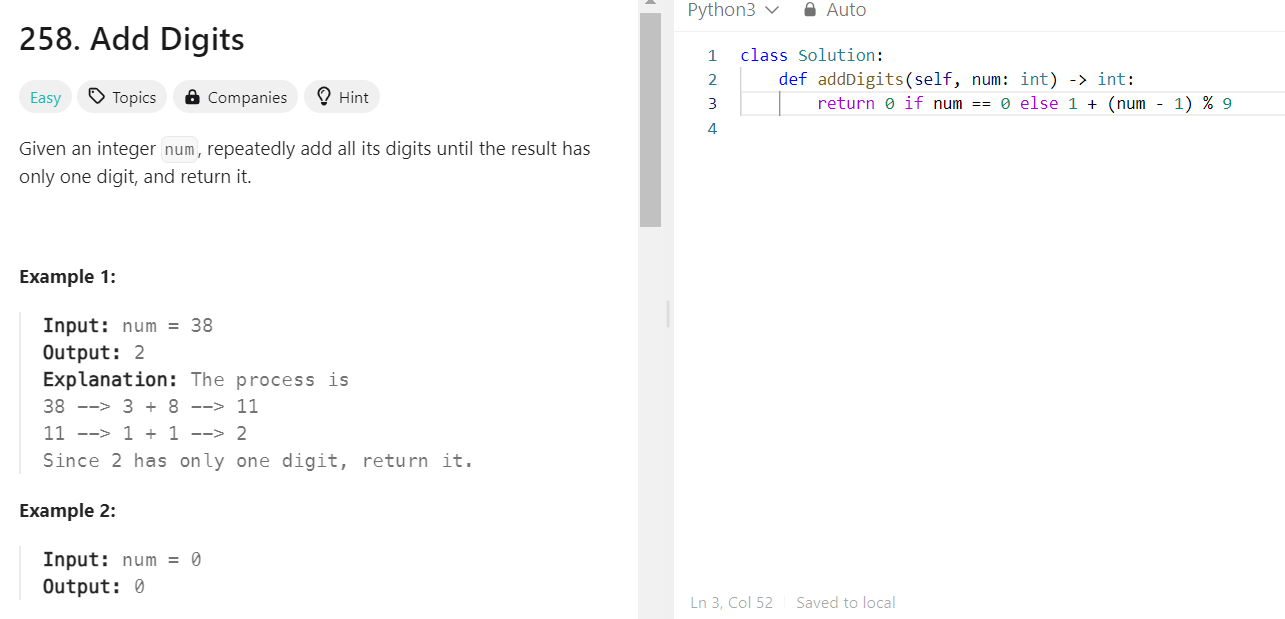 258. Add Digits
Easy Topics Companies Hint
Given an integer num, repeatedly add all its digits until the result has
only one digit, and return it.
Example 1:
Input: num = 38
Output: 2
Explanation: The process is
38 --> 3 + 8 --> 11
11 --> 1 + 1 --> 2
Since 2 has only one digit, return it.
Example 2:
Input: num = 0
Output: 0
Python3 Auto
1 class Solution:
2 def addDigits(self, num: int) -> int:
3 return 0 if num == 0 else 1 + (num - 1) % 9
4
Ln 3, Col 52 Saved to local